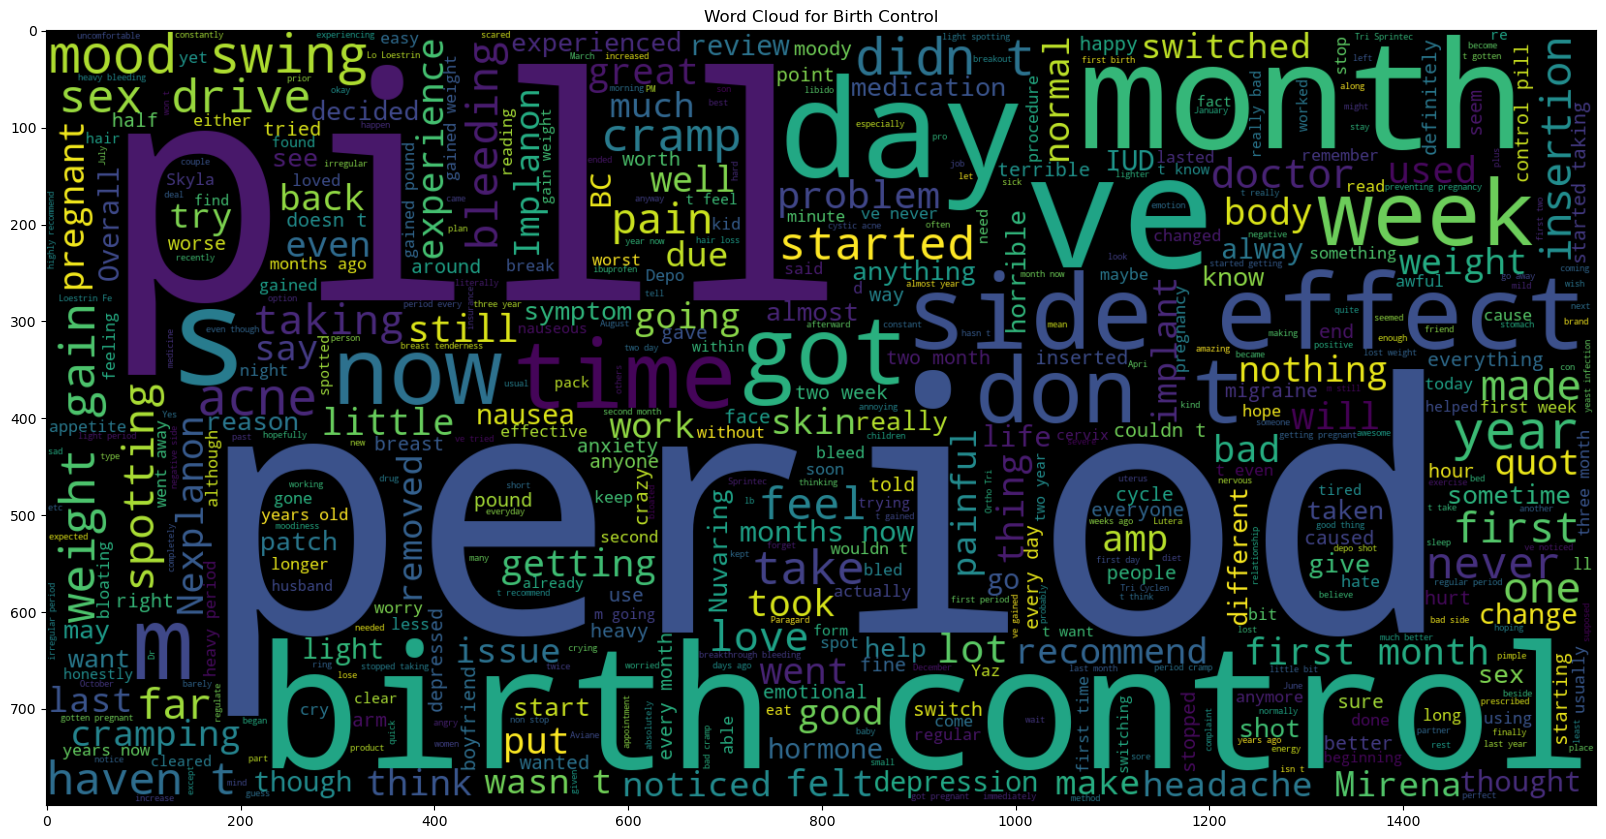 Word Cloud for Birth Control
0
100
200
300
400
500
600
700
0
200
400
600
800
1000
1200
1400
uncomfortable
constantly
experiencing
Lo Loestrin
scared
experienced
March
increased
review
moody
light spotting
breakout
didn t
first birth
happy
switched
Tri Sprintec
become
re
t gotten
mood swing
yet
easy
great
point
medication
normal
month
stop
left
along
might
stay
heavy bleeding
prior
okay
sex drive
decided
experience
gained weight
bleeding
morning
PM
son
best
libido
day
procedure
fact
January
really bad
worked
definitely
seem
insertion
half
either
tried
happen
much
cramp
especially
pro
hair
July
found
couple
see
irregular
reading
gain weight
Implanon
ended
worth
hard
job
let
terrible
sick
IUD
lighter
t know
lasted
remember
used
plus
control pill
pregnant
Overall
pill
Skyla
loved
back
gained pound
came
BC
well
t feel
anyway
problem
doctor
preventing pregnancy
read
started taking
highly recommend
deal
find
try
doesn t
plan
pain
kid
minute
ve never
need
ve
emotion
t really
body
week
first two
worse
recently
even
year now
hair loss
cystic acne
often
started
horrible
look
changed
negative
alway
something
months ago
around
break
worst
ibuprofen
due
said
anything
month now
started getting
know
weight
go away
coming
gained
literally
Depo
tell
d
almost year
maybe
awful
mild
wish
Loestrin Fe
option
period every
three year
insurance
symptom
going
almost
way
side effect
next
feeling
s
even though
taking
still
nauseous
August
gave
afterward
constant
hasn t
mean
making
pregnancy
quite
seemed
cause
brand
medicine
person
say
breast tenderness
two day
within
two month
inserted
Apri
implant
amazing
became
end
positive
enough
friend
stomach
weight gain
night
now
time
got
lost weight
everything
spotted
usual
others
pack
two week
don t
nothing
today
made
con
yeast infection
acne
nausea
second month
face
annoying
kind
migraine
w still
helped
first week
appetite
Yes
reason
little
effective
work
without
skin
really
hope
someone
will
light period
past
hopefully
new
ve tried
children
couldn t
getting pregnant
awesome
year
spotting
sad
type
went away
negative side
although
breast
anxiety
anyone
bleed
life
cervix
bad
t even
quot
hour
bed
working
drug
soon
thinking
painful
Ortho Tri
uterus
nervous
exercise
three month
etc
gone
short
pound
crazy
keep
Sprintec
lb
feel
told
trying
thing
two year
cycle
tired
taken
sometime
years old
moodiness
everyday
t gained
everyone
weeks ago
Lutera
good thing
t take
another
expected
completely
Nexplanon
patch
removed
period
second
months now
amp
different
caused
depo shot
first
sleep
ve noticed
bloating
longer
many
getting
Nuvaring
kept
forget
wouldn t
every day
first day
diet
people
relationship
give
hate
never
ll
husband
already
t recommend
take
bled
actually
go
Tri Cyclen
t think
regular period
one
right
heavy period
use
first period
ve gained
probably
bit
believe
hurt
may
irregular period
worry
m going
took
Paragard
lost
bad side
hoping
change
supposed
m
needed
less
heavy
love
form
spot
t want
much better
want
Dr
light
ring
crying
issue
breakthrough bleeding
worried
help
lot
recommend
first month
honestly
stopped taking
twice
every month
days ago
went
fine
December
Yaz
last month
period cramp
little bit
sex
pimple
beside
usually
last
October
barely
far
regulate
lose
clear
depressed
boyfriend
emotional
June
anymore
sure
prescribed
starting
gotten pregnant
began
cry
arm
quick
angry
non stop
start
appointment
absolutely
able
eat
good
switch
come
wait
first time
normally
shot
done
long
using
cramping
birth control
product
women
Aviane
put
bad cramp
baby
regular
switching
complaint
stopped
years ago
partner
finally
least
years now
notice
cleared
part
wanted
hormone
small
sore
energy
better
beginning
rest
last year
place
haven t
except
mind
though
think
wasn t
given
noticed
felt
depression
make
headache
isn t
Mirena
thought
increase
guess
got pregnant
immediately
method
perfect